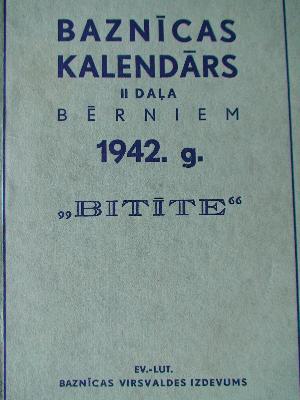 BAZNĪCAS
KALENDĀRS
II DAĻA
BĒRNIEM
1942. g.
„BITĪTE“
EV.-LUT.
BAZNĪCAS VIRSVALDES IZDEVUMS